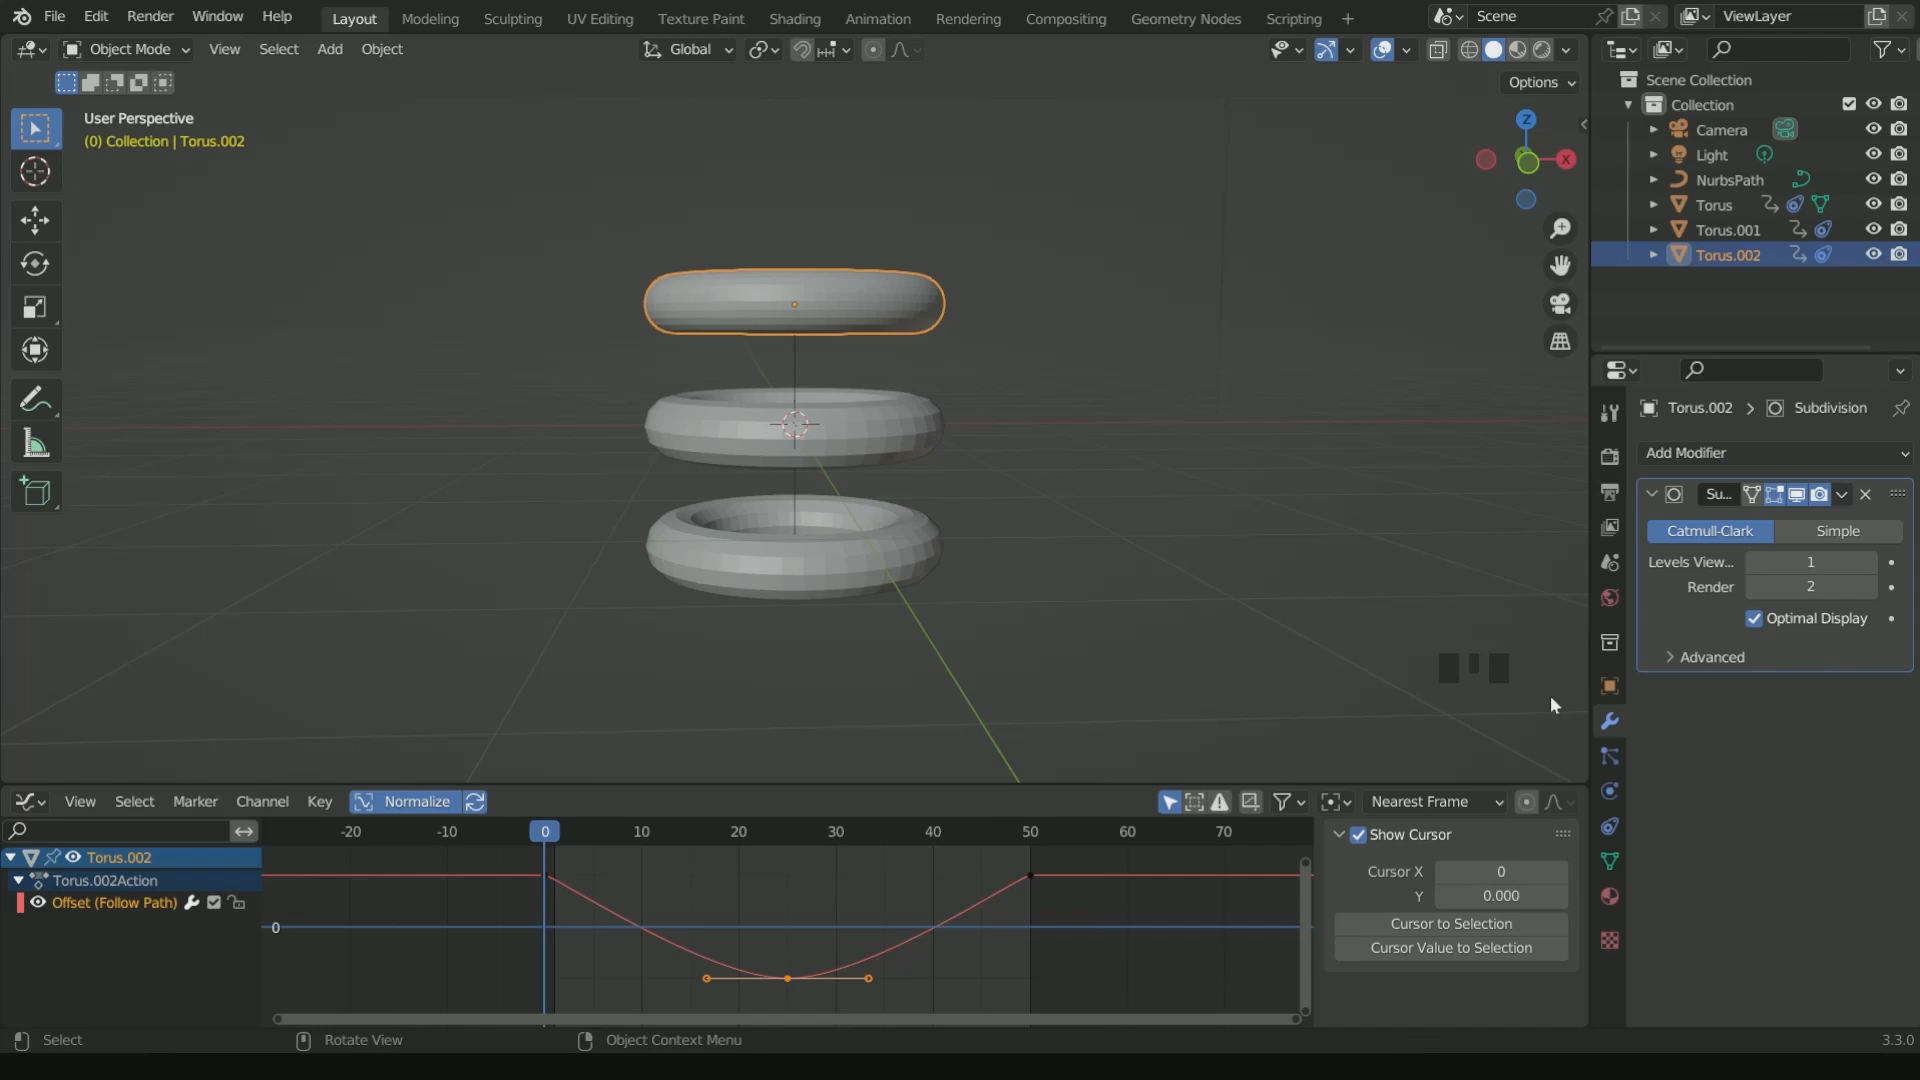 File Edit Render Window Help Layout Modeling Sculpting UV Editing Texture Paint Shading Animation Rendering Compositing Geometry Nodes Scripting + Scene ViewLayer
Object Mode View Select Add Object Global
Options
User Perspective
(0) Collection | Torus.002
Z
X
Scene Collection
Collection
Camera
Light
NurbsPath
Torus
Torus.001
Torus.002
Torus.002 > Subdivision
Add Modifier
Su...
Catmull-Clark Simple
Levels View... 1
Render 2
Optimal Display
Advanced
View Select Marker Channel Key Normalize Nearest Frame
-20 -10 0 10 20 30 40 50 60 70
Torus.002
Torus.002Action
Offset (Follow Path)
0
Show Cursor
Cursor X 0
Y 0.000
Cursor to Selection
Cursor Value to Selection
Select Rotate View Object Context Menu 3.3.0